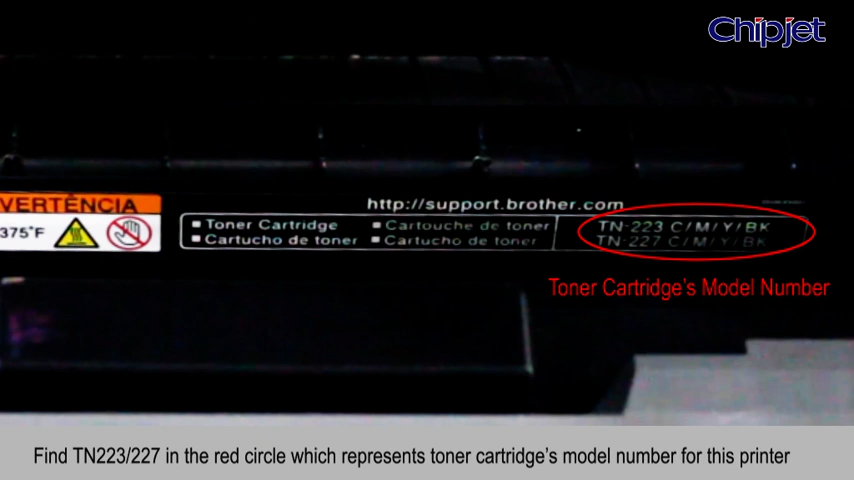 Chipjet
http://support.brother.com
VERTÊNCIA
375°F
■ Toner Cartridge ■ Cartouche de toner
■ Cartucho de toner ■ Cartucho de toner
TN-223 C/M/Y/BK
TN-227 C/M/Y/BK
Toner Cartridge's Model Number
Find TN223/227 in the red circle which represents toner cartridge's model number for this printer